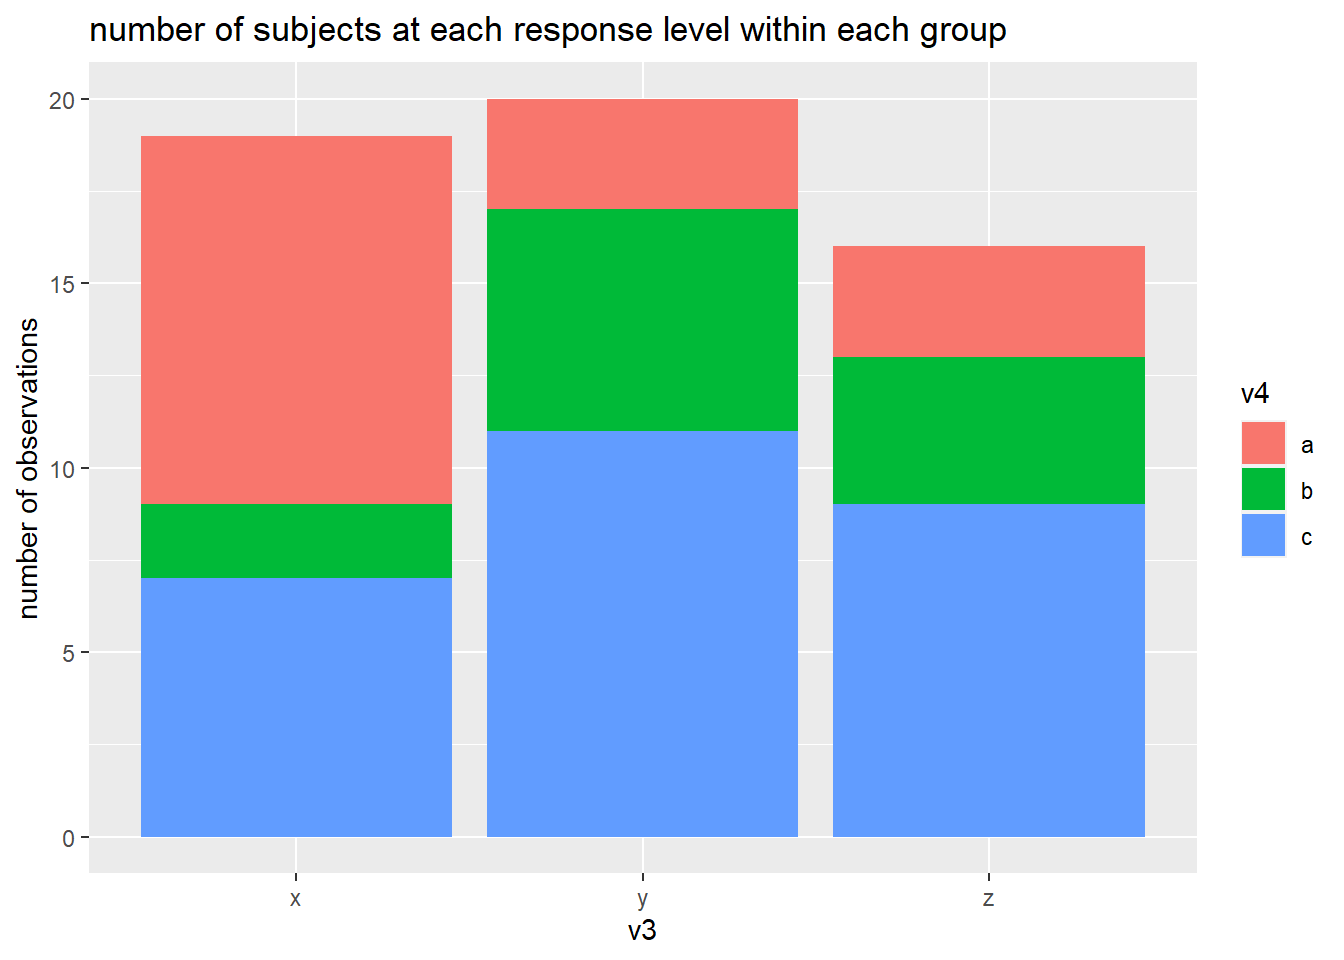 number of subjects at each response level within each group
number of observations
20
15
10
5
0
x
y
z
v3
v4
a
b
c